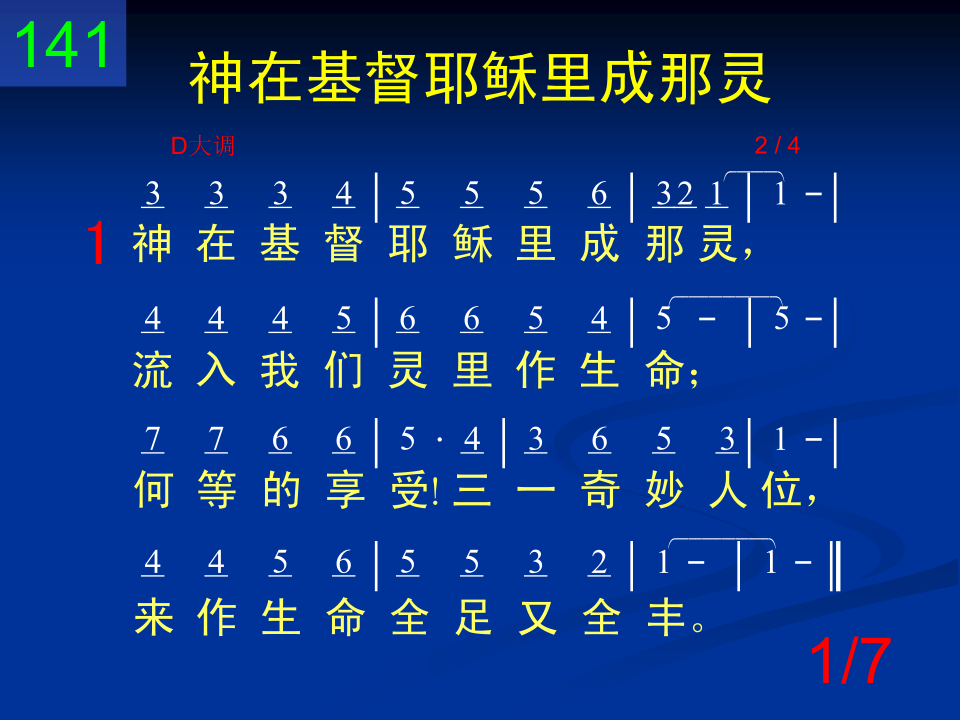 141
神在基督耶稣里成那灵
D大调 2 / 4
3 3 3 4 | 5 5 5 6 | 3 2 1 | 1 - |
1 神在基督耶稣里成那灵，
4 4 4 5 | 6 6 5 4 | 5 - | 5 - |
流入我们灵里作生命；
7 7 6 6 | 5 · 4 | 3 6 5 3 | 1 - |
何等的享受！三一奇妙人位，
4 4 5 6 | 5 5 3 2 | 1 - | 1 - ‖
来作生命全足又全丰。
1/7